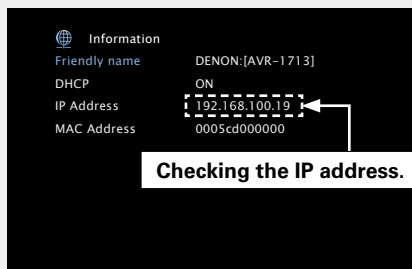 Information
Friendly name DENON:[AVR-1713]
DHCP ON
IP Address 192.168.100.19
MAC Address 0005cd000000
Checking the IP address.